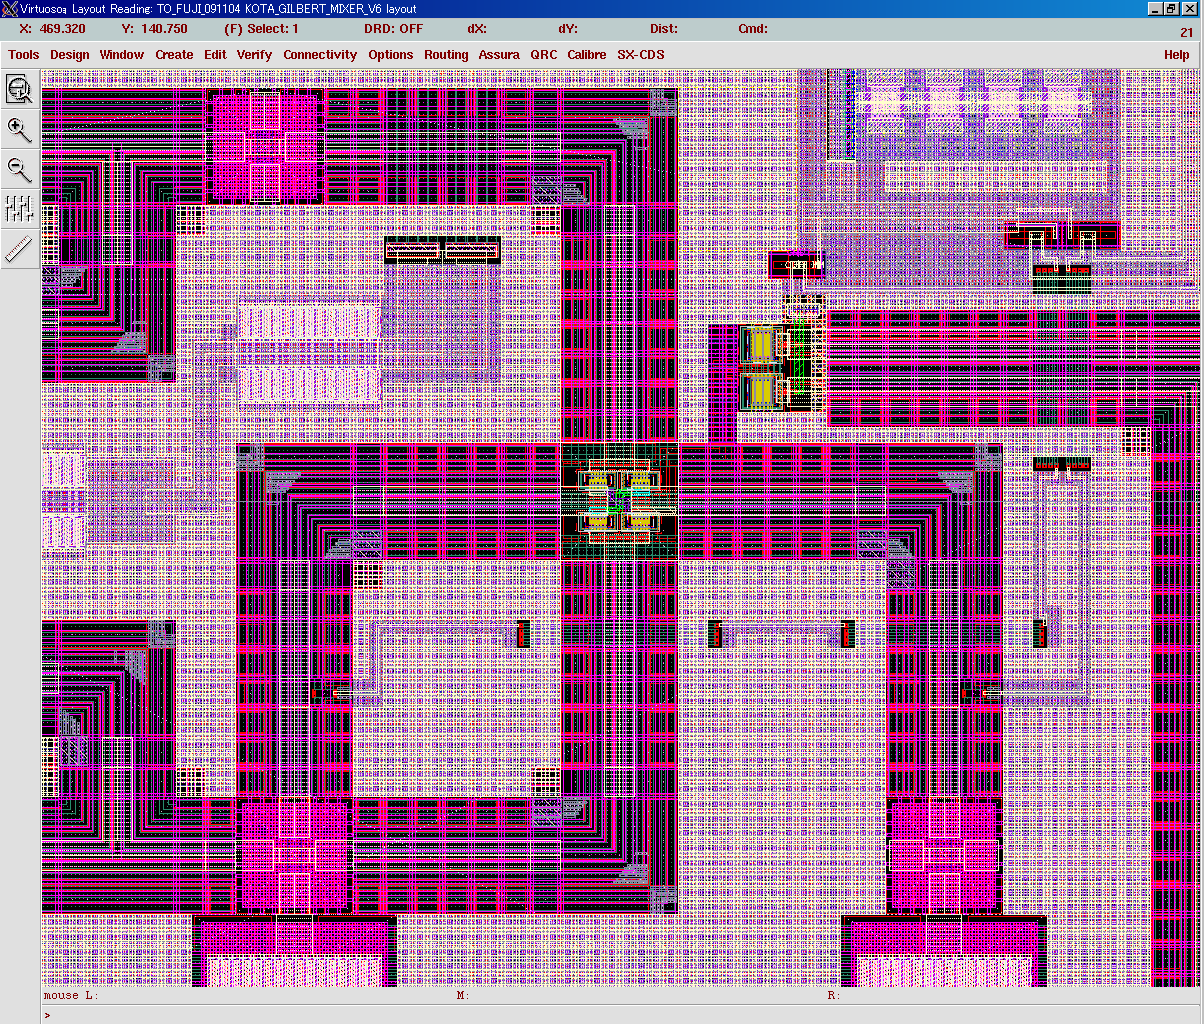 Virtuoso® Layout Reading: TO_FUJI_091104 KOTA_GILBERT_MIXER_V6 layout
X: 469.320 Y: 140.750 (F) Select: 1 DRD: OFF dX: dY: Dist: Cmd:
21
Tools Design Window Create Edit Verify Connectivity Options Routing Assura QRC Calibre SX-CDS Help
mouse L: M: R:
>